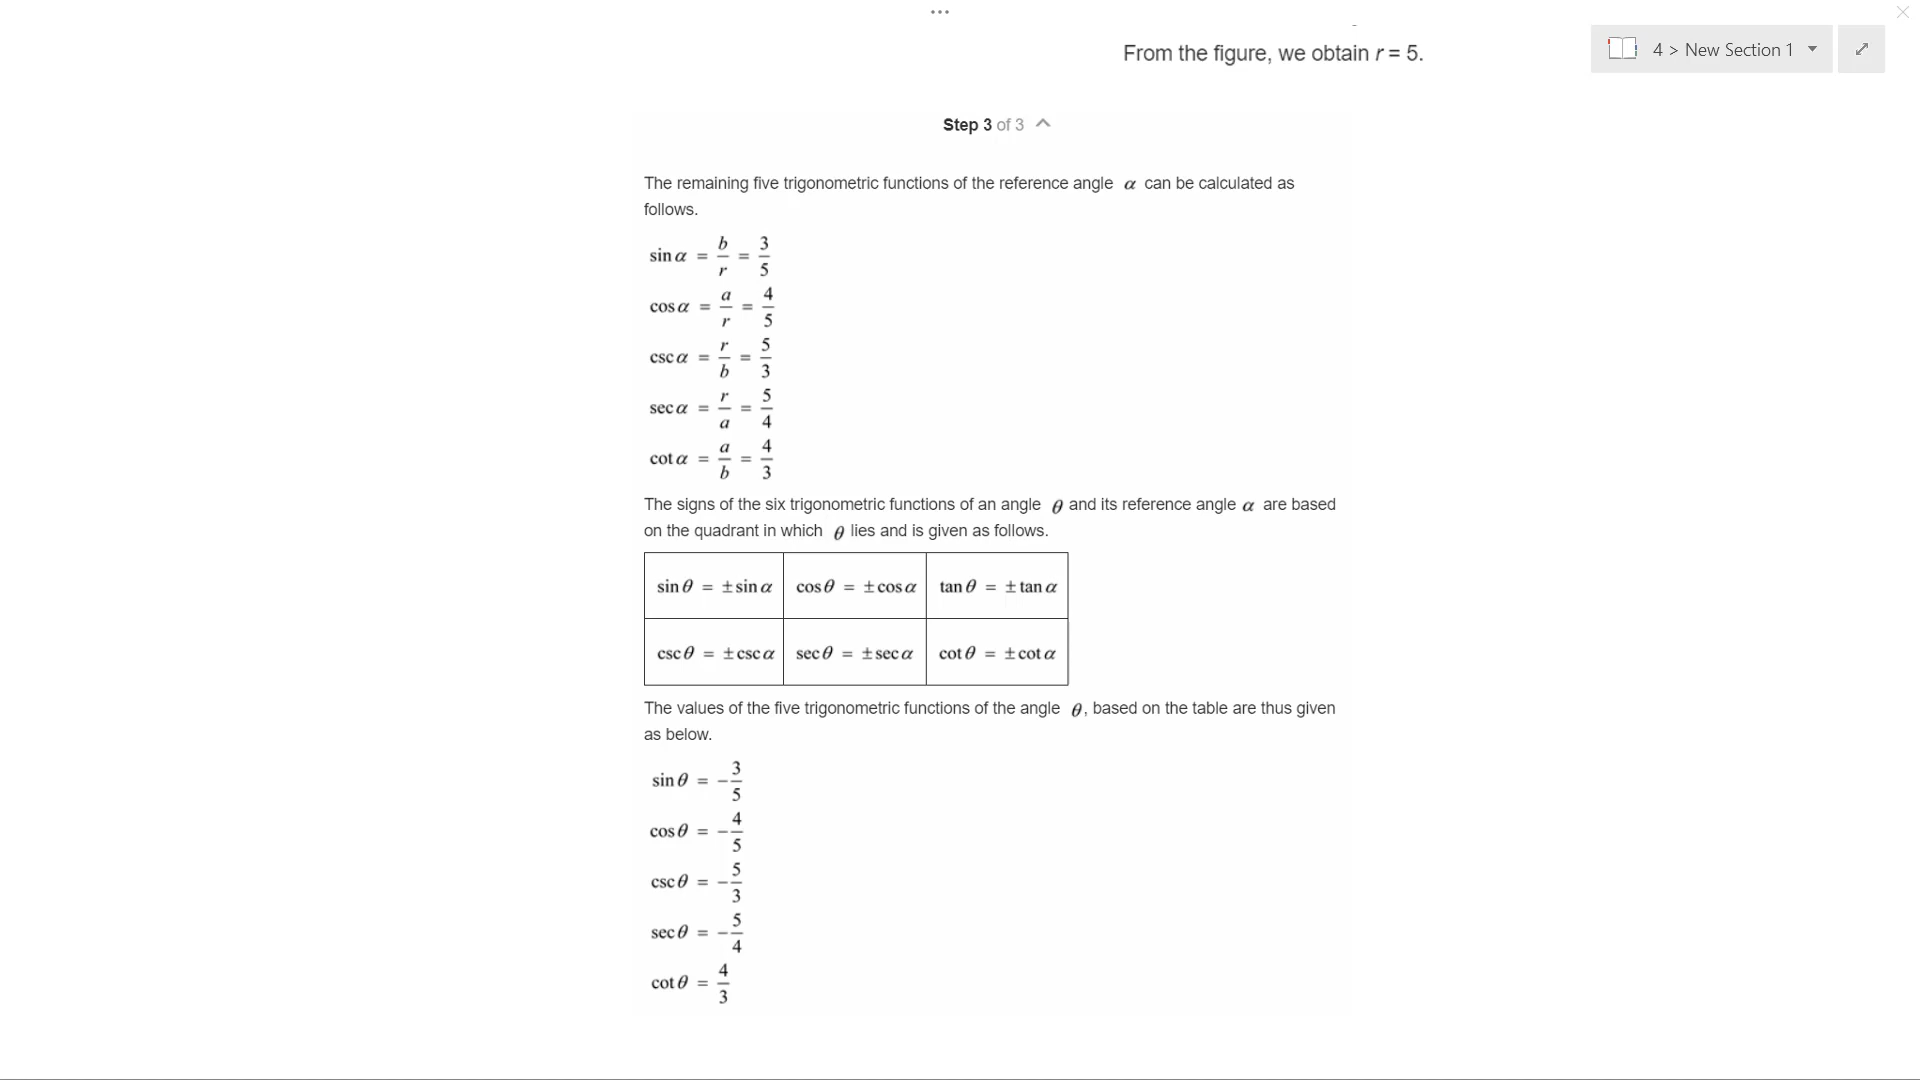 ...
From the figure, we obtain r = 5.
4 > New Section 1
Step 3 of 3
The remaining five trigonometric functions of the reference angle α can be calculated as
follows.
sin α = b/r = 3/5
cos α = a/r = 4/5
csc α = r/b = 5/3
sec α = r/a = 5/4
cot α = a/b = 4/3
The signs of the six trigonometric functions of an angle θ and its reference angle α are based
on the quadrant in which θ lies and is given as follows.
sin θ = ±sin α cos θ = ±cos α tan θ = ±tan α
csc θ = ±csc α sec θ = ±sec α cot θ = ±cot α
The values of the five trigonometric functions of the angle θ, based on the table are thus given
as below.
sin θ = -3/5
cos θ = -4/5
csc θ = -5/3
sec θ = -5/4
cot θ = 4/3